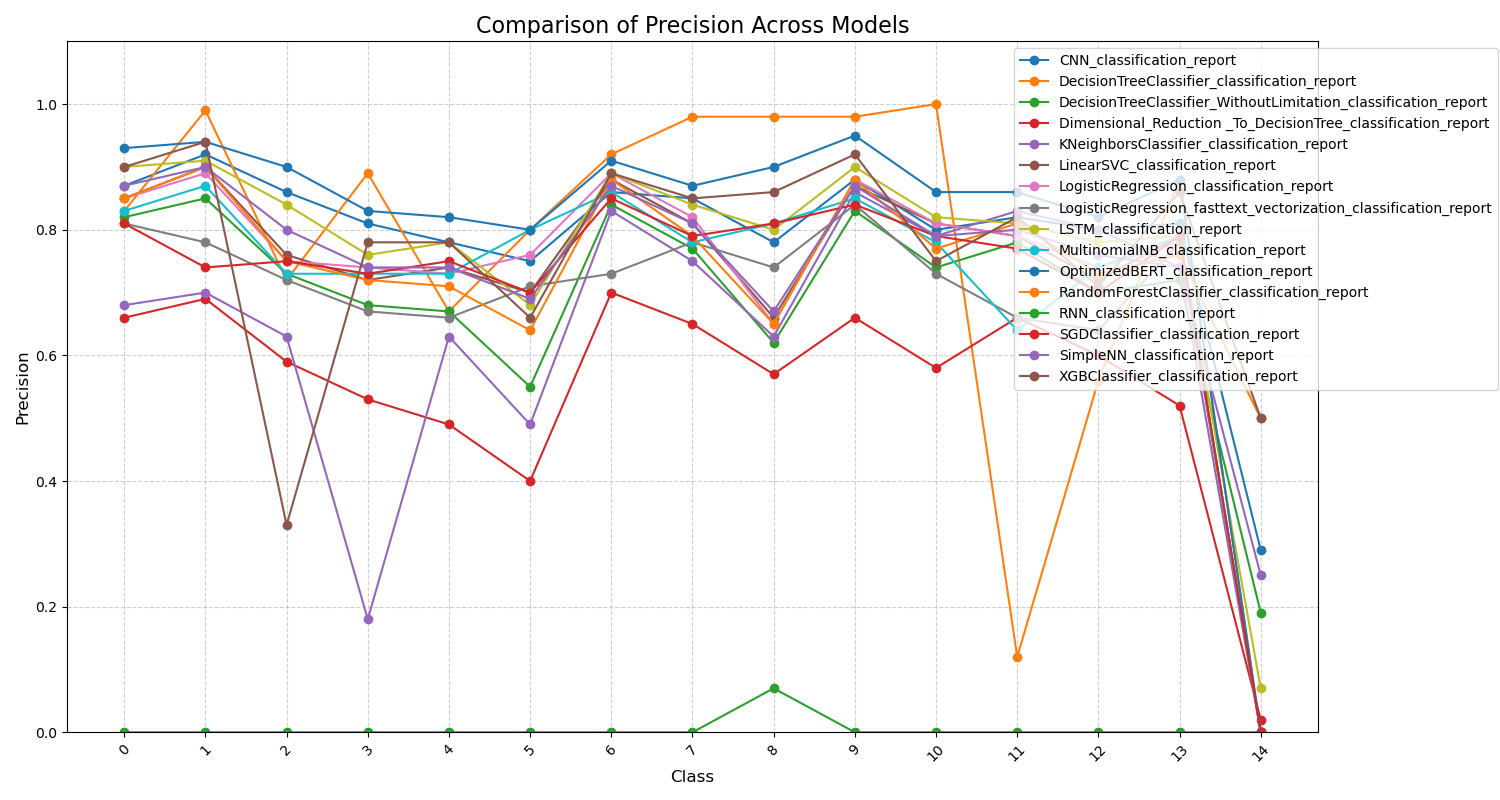 Comparison of Precision Across Models
CNN_classification_report
DecisionTreeClassifier_classification_report
DecisionTreeClassifier_WithoutLimitation_classification_report
Dimensional_Reduction _To_DecisionTree_classification_report
KNeighborsClassifier_classification_report
LinearSVC_classification_report
LogisticRegression_classification_report
LogisticRegression_fasttext_vectorization_classification_report
LSTM_classification_report
MultinomialNB_classification_report
OptimizedBERT_classification_report
RandomForestClassifier_classification_report
RNN_classification_report
SGDClassifier_classification_report
SimpleNN_classification_report
XGBClassifier_classification_report
Precision
1.0
0.8
0.6
0.4
0.2
0.0
0 1 2 3 4 5 6 7 8 9 10 11 12 13 14
Class